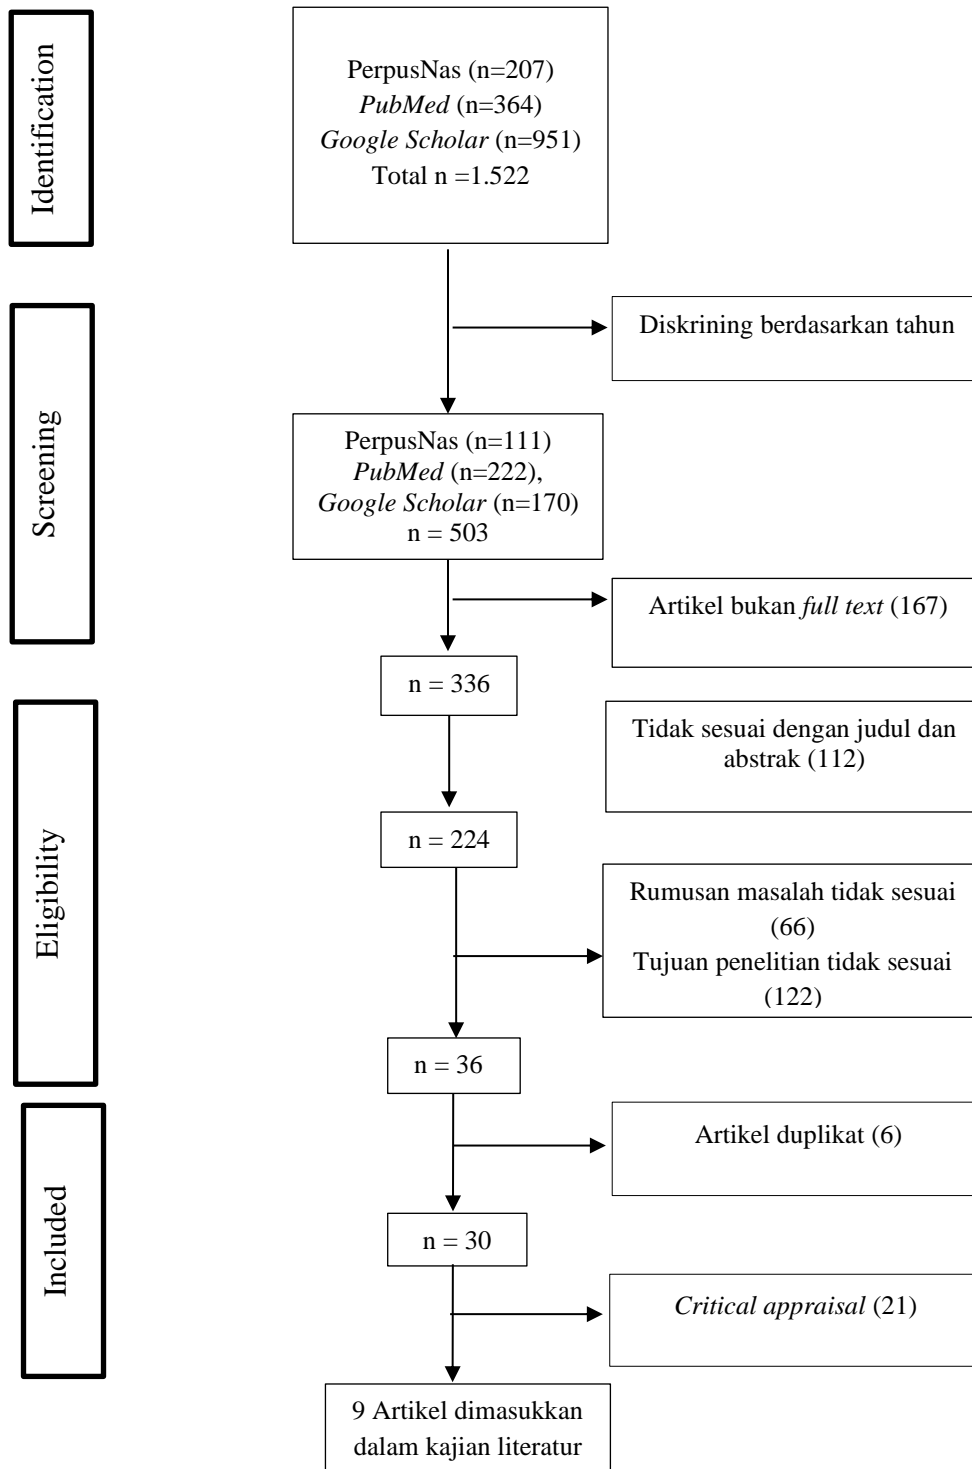 Identification
PerpusNas (n=207)
PubMed (n=364)
Google Scholar (n=951)
Total n =1.522
Diskrining berdasarkan tahun
Screening
PerpusNas (n=111)
PubMed (n=222),
Google Scholar (n=170)
n = 503
Artikel bukan full text (167)
n = 336
Tidak sesuai dengan judul dan
abstrak (112)
Eligibility
n = 224
Rumusan masalah tidak sesuai
(66)
Tujuan penelitian tidak sesuai
(122)
n = 36
Included
Artikel duplikat (6)
n = 30
Critical appraisal (21)
9 Artikel dimasukkan
dalam kajian literatur